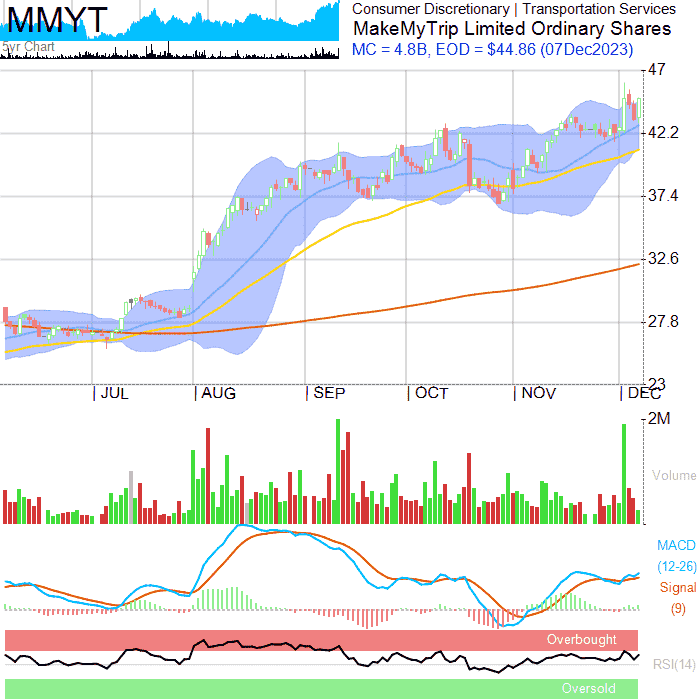 MMYT
5yr Chart
Consumer Discretionary | Transportation Services
MakeMyTrip Limited Ordinary Shares
MC = 4.8B, EOD = $44.86 (07Dec2023)
47
42.2
37.4
32.6
27.8
23
JUL AUG SEP OCT NOV DEC
2M
Volume
MACD
(12-26)
Signal
(9)
Overbought
RSI(14)
Oversold